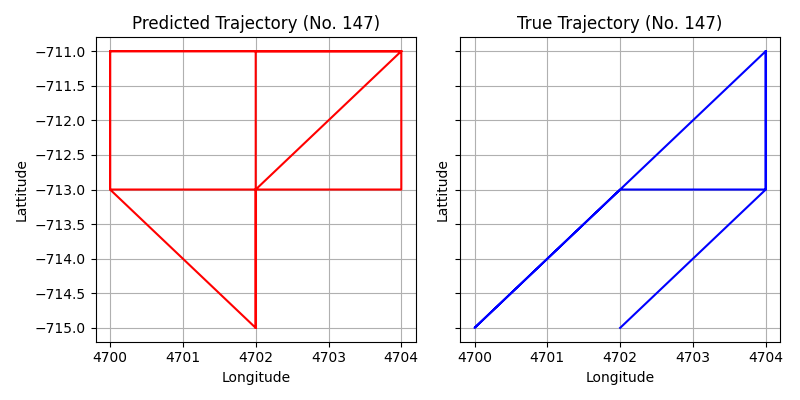 Predicted Trajectory (No. 147)
True Trajectory (No. 147)
−711.0
−711.5
−712.0
−712.5
−713.0
−713.5
−714.0
−714.5
−715.0
Lattitude
Lattitude
4700 4701 4702 4703 4704
4700 4701 4702 4703 4704
Longitude
Longitude